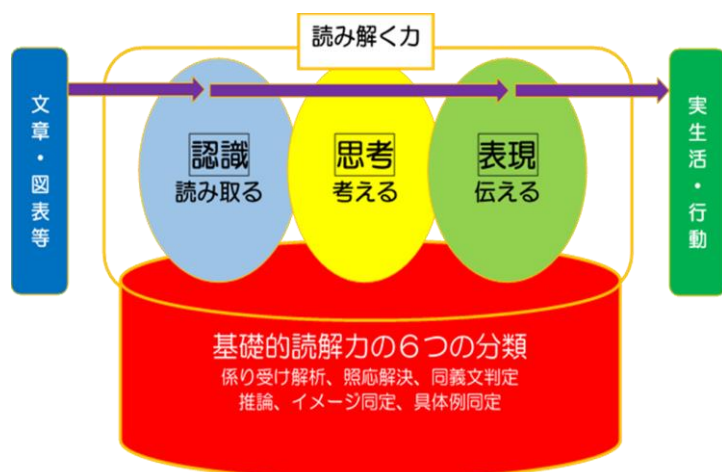 読み解く力
文章・図表等
認識
読み取る
思考
考える
表現
伝える
実生活・行動
基礎的読解力の６つの分類
係り受け解析、照応解決、同義文判定
推論、イメージ同定、具体例同定